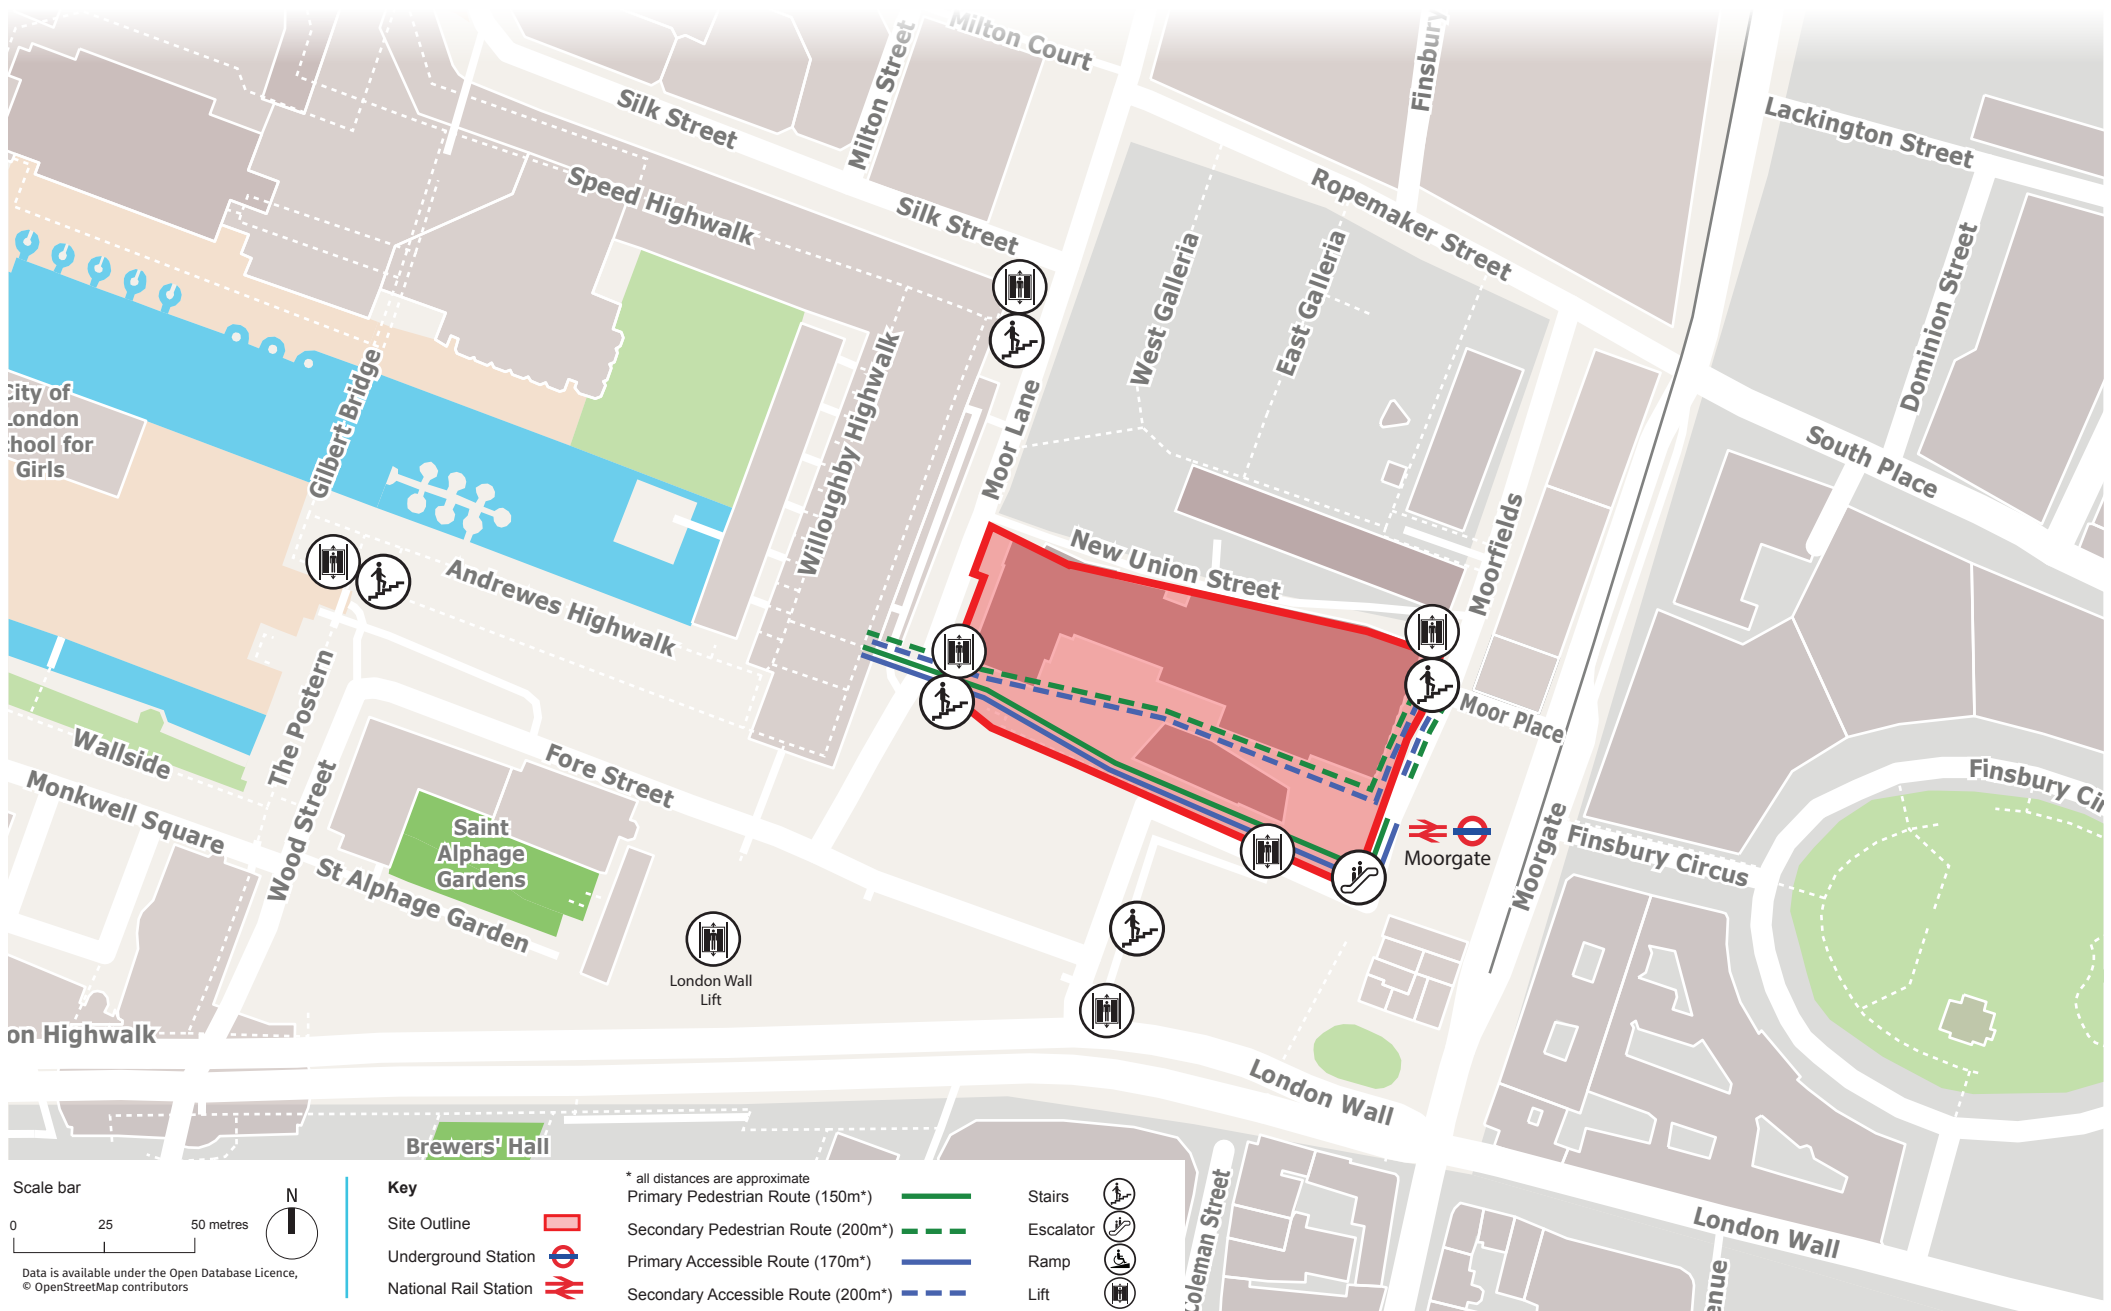 Milton Court
Milton Street
Finsbury
Silk Street
Lackington Street
Speed Highwalk
Silk Street
Ropemaker Street
West Galleria
East Galleria
Dominion Street
City of
London
School for
Girls
Gilbert Bridge
Willoughby Highwalk
Moor Lane
South Place
Moorfields
New Union Street
Andrewes Highwalk
The Postern
Wallside
Moor Place
Fore Street
Monkwell Square
Wood Street
Finsbury Cir
Saint
Alphage
Gardens
St Alphage Garden
Moorgate
Moorgate
Finsbury Circus
London Wall
Lift
on Highwalk
London Wall
Brewers' Hall
Coleman Street
London Wall
enue
Scale bar
0 25 50 metres
N
Data is available under the Open Database Licence,
© OpenStreetMap contributors
Key
Site Outline
Underground Station
National Rail Station
* all distances are approximate
Primary Pedestrian Route (150m*)
Secondary Pedestrian Route (200m*)
Primary Accessible Route (170m*)
Secondary Accessible Route (200m*)
Stairs
Escalator
Ramp
Lift